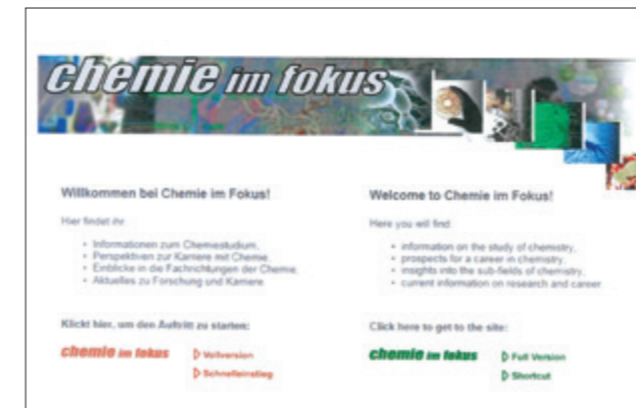 chemie im fokus
Willkommen bei Chemie im Fokus!
Hier findet ihr:
Informationen zum Chemiestudium,
Perspektiven zur Karriere mit Chemie,
Einblicke in die Fachrichtungen der Chemie,
Aktuelles zu Forschung und Karriere.
Klickt hier, um den Auftritt zu starten:
chemie im fokus
Vollversion
Schnelleinstieg
Welcome to Chemie im Fokus!
Here you will find:
information on the study of chemistry,
prospects for a career in chemistry,
insights into the sub-fields of chemistry,
current information on research and career.
Click here to get to the site:
chemie im fokus
Full Version
Shortcut